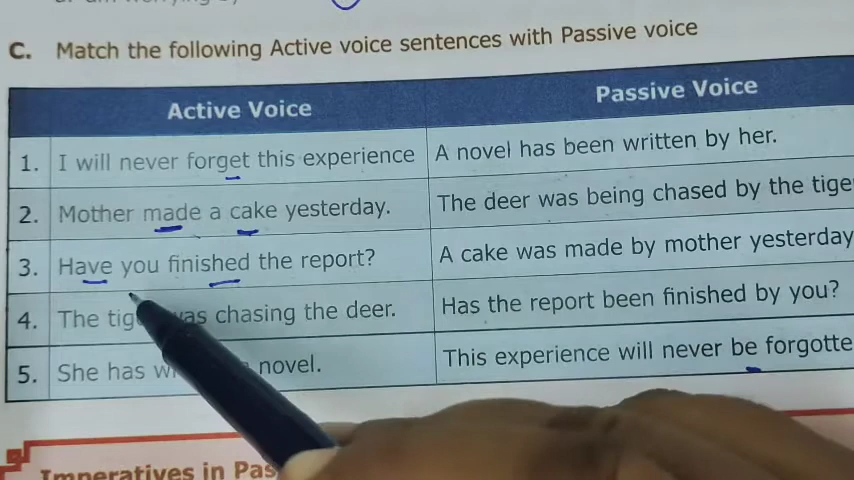 C. Match the following Active voice sentences with Passive voice
Active Voice Passive Voice
1. I will never forget this experience A novel has been written by her.
2. Mother made a cake yesterday. The deer was being chased by the tige
3. Have you finished the report? A cake was made by mother yesterday
4. The tig was chasing the deer. Has the report been finished by you?
5. She has w novel. This experience will never be forgotte
Imperatives in Pas